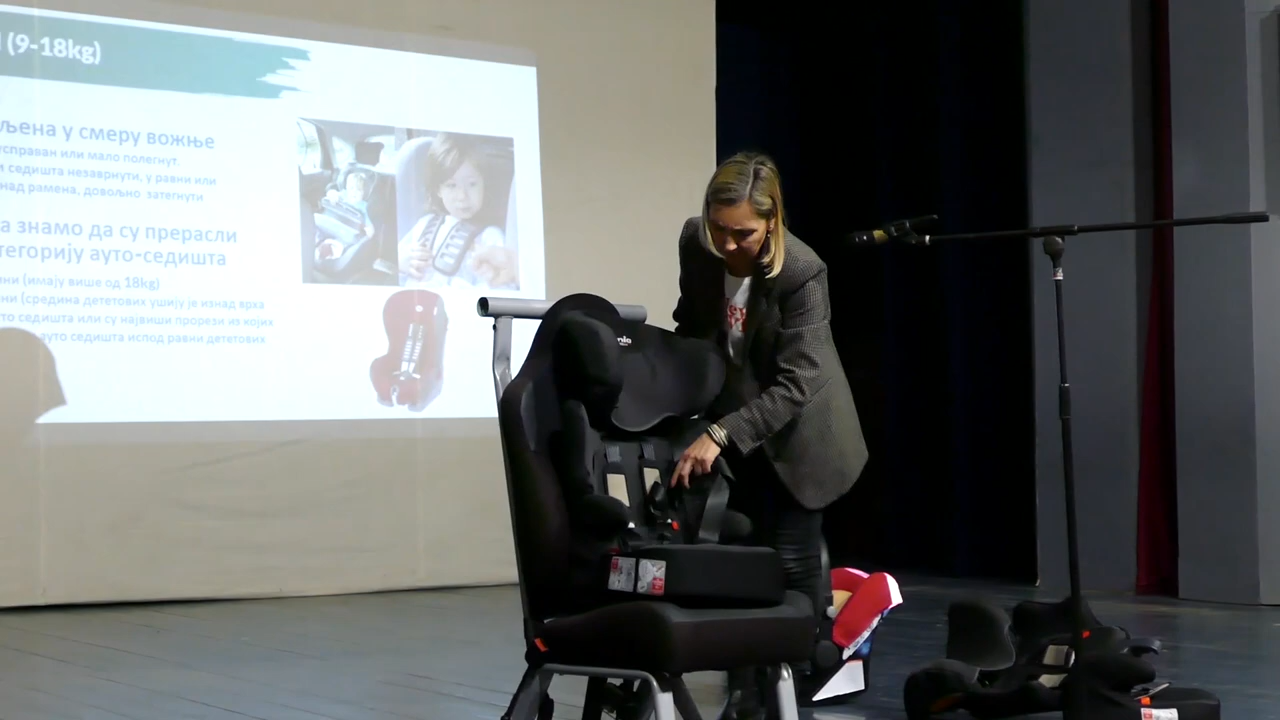 (9-18kg)
љена у смеру вожње
усправан или мало полегнут.
и седишта незаврнути, у равни или
над рамена, довољно затегнути
а знамо да су прерасли
тегорију ауто-седишта
ини (имају више од 18kg)
ни (средина дететових ушију је изнад врха
то седишта или су највиши прорези из којих
ауто седишта испод равни дететових